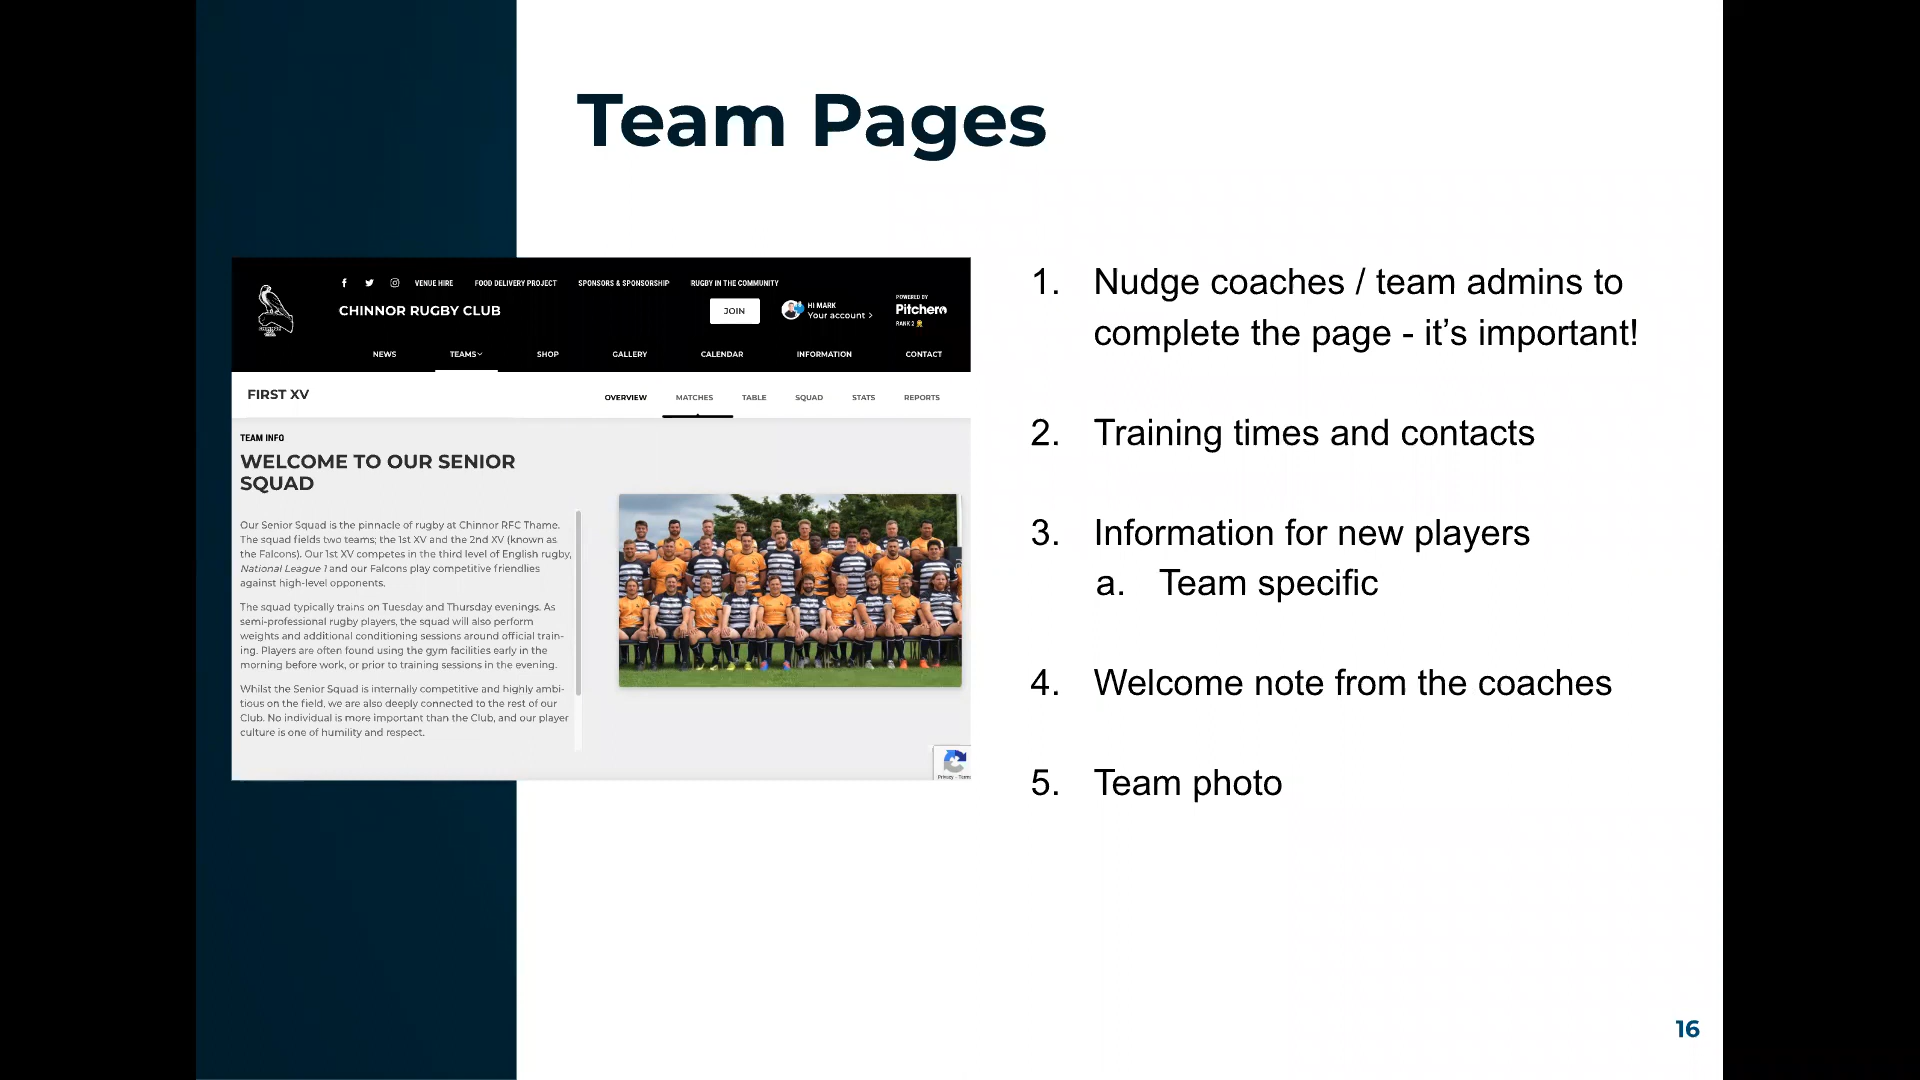 Team Pages
VENUE HIRE FOOD DELIVERY PROJECT SPONSORS & SPONSORSHIP RUGBY IN THE COMMUNITY
CHINNOR RUGBY CLUB
JOIN
HI MARK
Your account >
POWERED BY
Pitchero
RANK 2
NEWS TEAMS SHOP GALLERY CALENDAR INFORMATION CONTACT
FIRST XV
OVERVIEW MATCHES TABLE SQUAD STATS REPORTS
TEAM INFO
WELCOME TO OUR SENIOR
SQUAD
Our Senior Squad is the pinnacle of rugby at Chinnor RFC Thame.
The squad fields two teams; the 1st XV and the 2nd XV (known as
the Falcons). Our 1st XV competes in the third level of English rugby,
National League 1 and our Falcons play competitive friendlies
against high-level opponents.
The squad typically trains on Tuesday and Thursday evenings. As
semi-professional rugby players, the squad will also perform
weights and additional conditioning sessions around official train-
ing. Players are often found using the gym facilities early in the
morning before work, or prior to training sessions in the evening.
Whilst the Senior Squad is internally competitive and highly ambi-
tious on the field, we are also deeply connected to the rest of our
Club. No individual is more important than the Club, and our player
culture is one of humility and respect.
Privacy - Terms
1. Nudge coaches / team admins to
complete the page - it’s important!
2. Training times and contacts
3. Information for new players
a. Team specific
4. Welcome note from the coaches
5. Team photo
16